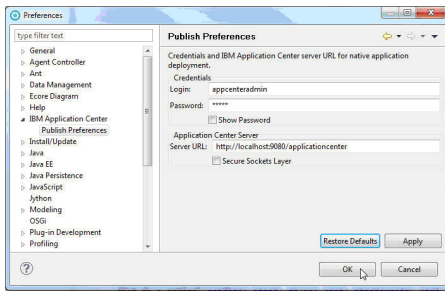 Preferences
type filter text
General
Agent Controller
Ant
Data Management
Ecore Diagram
Help
IBM Application Center
Publish Preferences
Install/Update
Java
Java EE
Java Persistence
JavaScript
Jython
Modeling
OSGi
Plug-in Development
Profiling
Publish Preferences
Credentials and IBM Application Center server URL for native application
deployment.
Credentials
Login: appcenteradmin
Password: *****
Show Password
Application Center Server
Server URL: http://localhost:9080/applicationcenter
Secure Sockets Layer
Restore Defaults Apply
OK Cancel